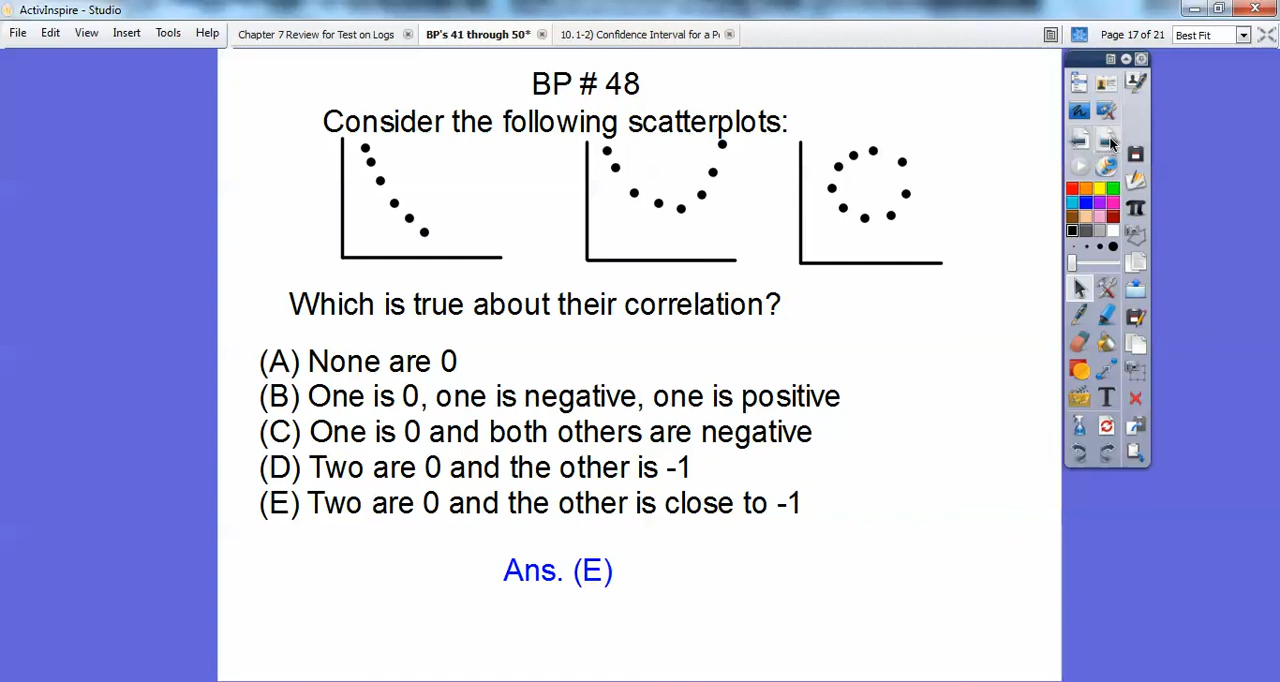 ActivInspire - Studio
File Edit View Insert Tools Help
Chapter 7 Review for Test on Logs
BP's 41 through 50*
10.1-2) Confidence Interval for a P
Page 17 of 21
Best Fit
BP # 48
Consider the following scatterplots:
Which is true about their correlation?
(A) None are 0
(B) One is 0, one is negative, one is positive
(C) One is 0 and both others are negative
(D) Two are 0 and the other is -1
(E) Two are 0 and the other is close to -1
Ans. (E)